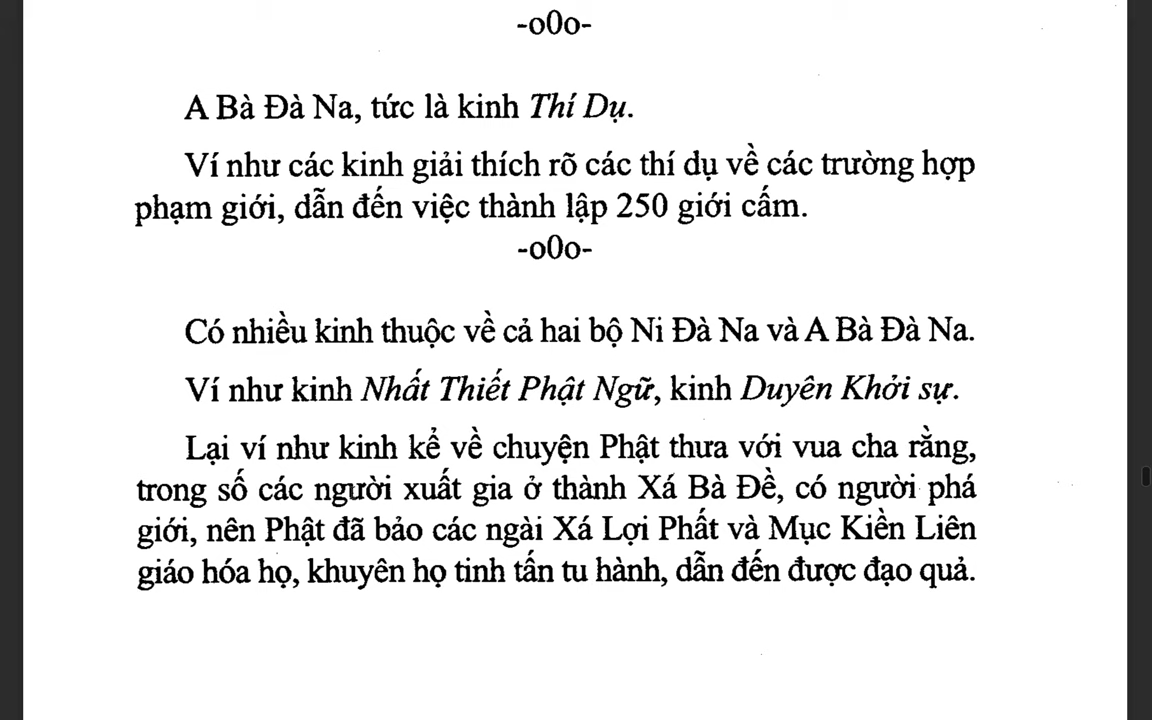 -o0o-
A Bà Đà Na, tức là kinh Thí Dụ.
Ví như các kinh giải thích rõ các thí dụ về các trường hợp
phạm giới, dẫn đến việc thành lập 250 giới cấm.
-o0o-
Có nhiều kinh thuộc về cả hai bộ Ni Đà Na và A Bà Đà Na.
Ví như kinh Nhất Thiết Phật Ngữ, kinh Duyên Khởi sự.
Lại ví như kinh kể về chuyện Phật thưa với vua cha rằng,
trong số các người xuất gia ở thành Xá Bà Đề, có người phá
giới, nên Phật đã bảo các ngài Xá Lợi Phất và Mục Kiền Liên
giáo hóa họ, khuyên họ tinh tấn tu hành, dẫn đến được đạo quả.